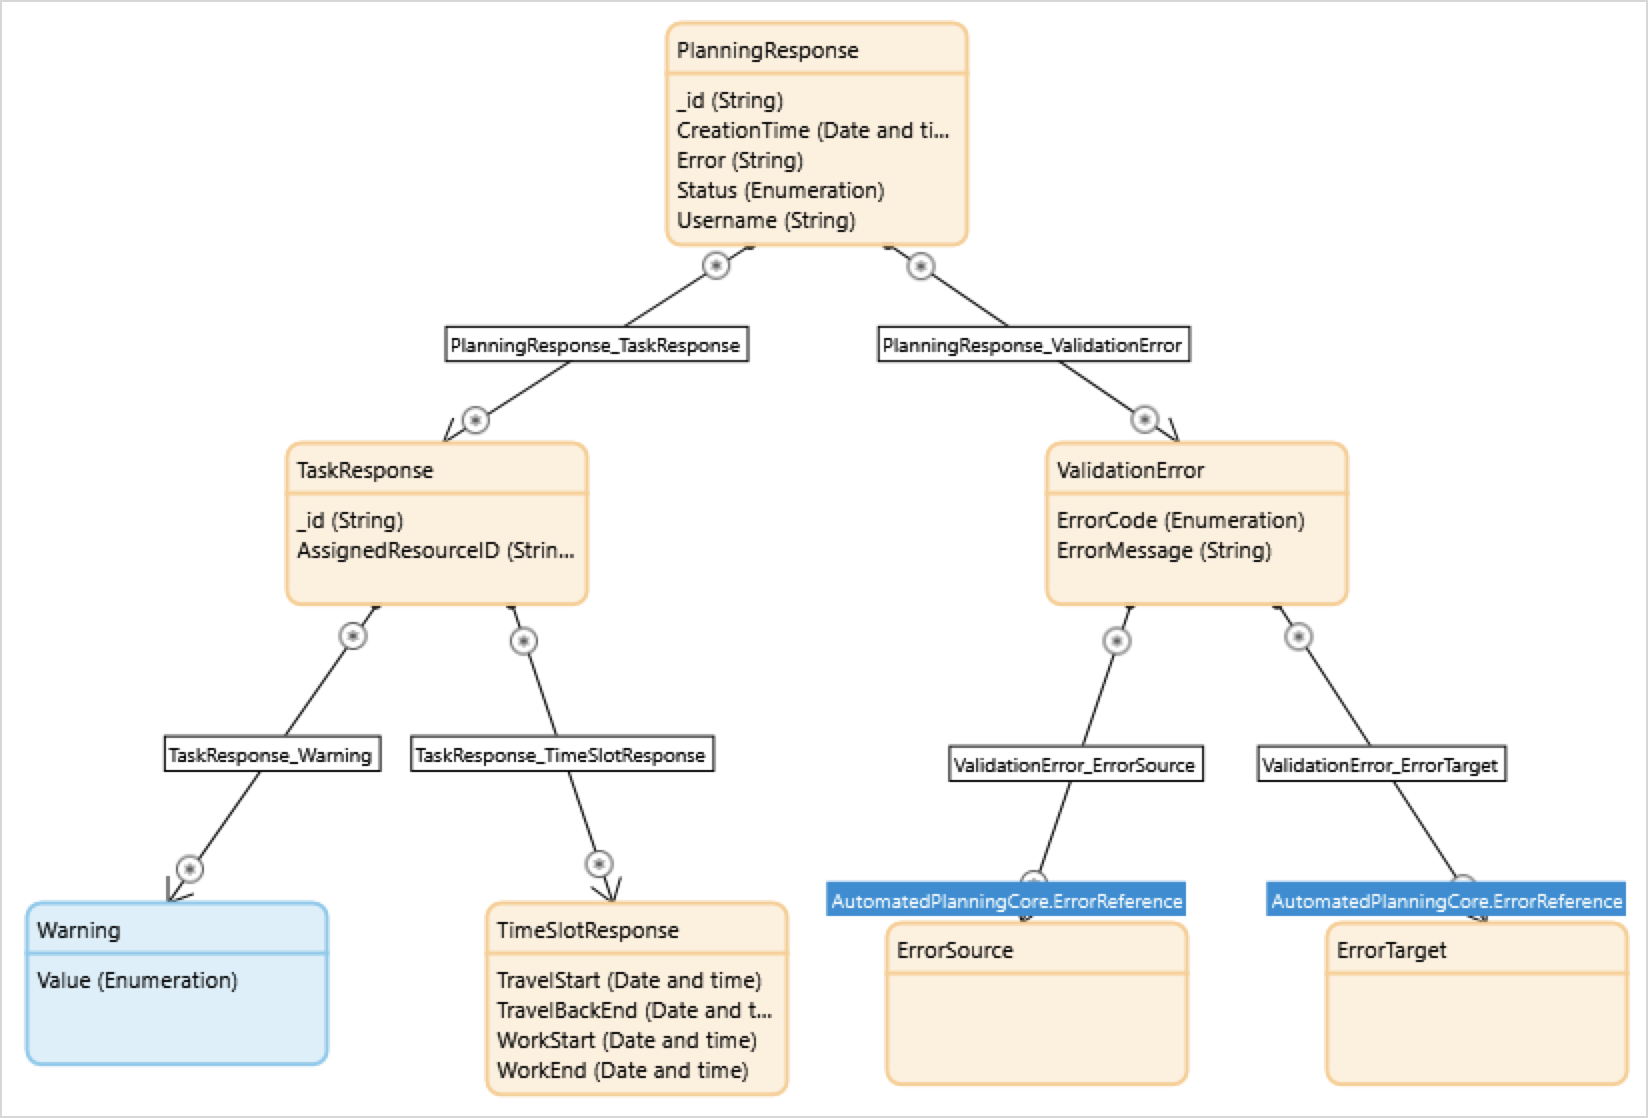 PlanningResponse
_id (String)
CreationTime (Date and ti...
Error (String)
Status (Enumeration)
Username (String)
PlanningResponse_TaskResponse
PlanningResponse_ValidationError
TaskResponse
_id (String)
AssignedResourceID (Strin...
ValidationError
ErrorCode (Enumeration)
ErrorMessage (String)
TaskResponse_Warning
TaskResponse_TimeSlotResponse
ValidationError_ErrorSource
ValidationError_ErrorTarget
Warning
Value (Enumeration)
TimeSlotResponse
TravelStart (Date and time)
TravelBackEnd (Date and t...
WorkStart (Date and time)
WorkEnd (Date and time)
AutomatedPlanningCore.ErrorReference
ErrorSource
AutomatedPlanningCore.ErrorReference
ErrorTarget